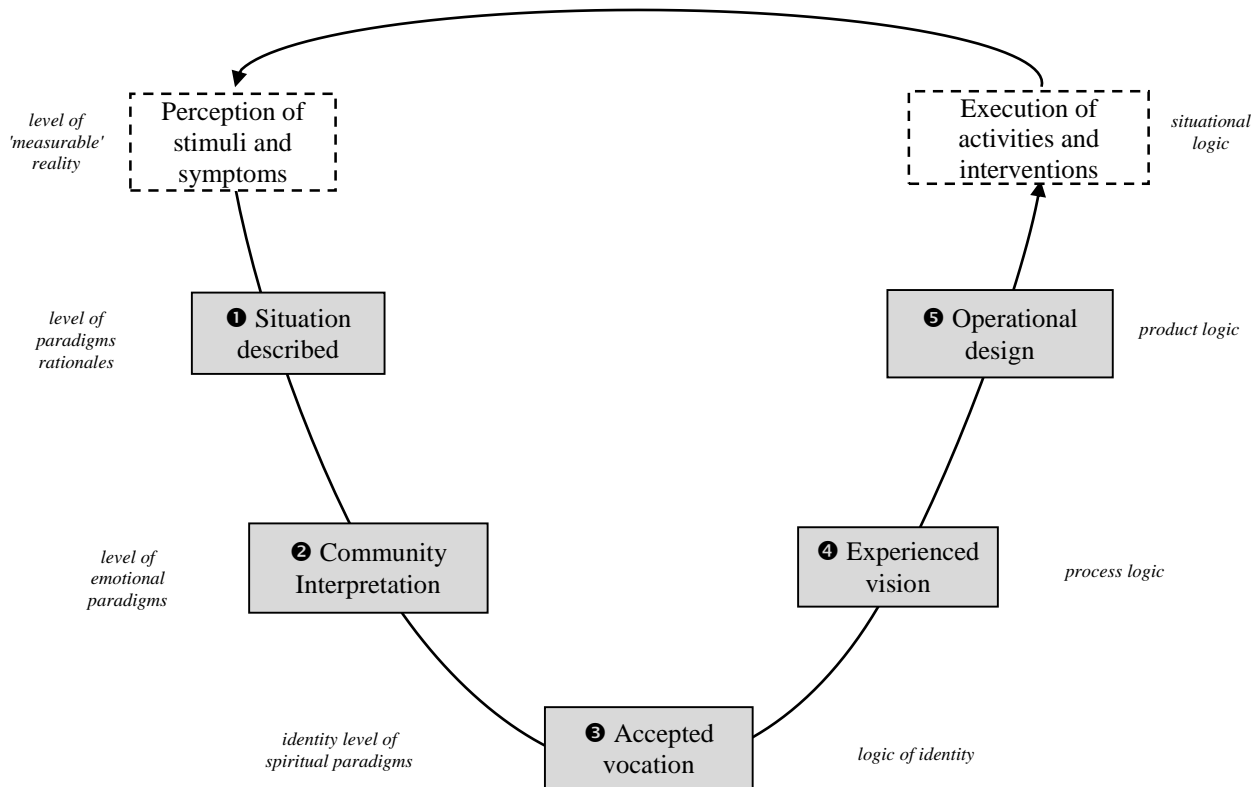 level of
'measurable'
reality
Perception of
stimuli and
symptoms
Execution of
activities and
interventions
situational
logic
level of
paradigms
rationales
❶ Situation
described
❺ Operational
design
product logic
level of
emotional
paradigms
❷ Community
Interpretation
❹ Experienced
vision
process logic
identity level of
spiritual paradigms
❸ Accepted
vocation
logic of identity